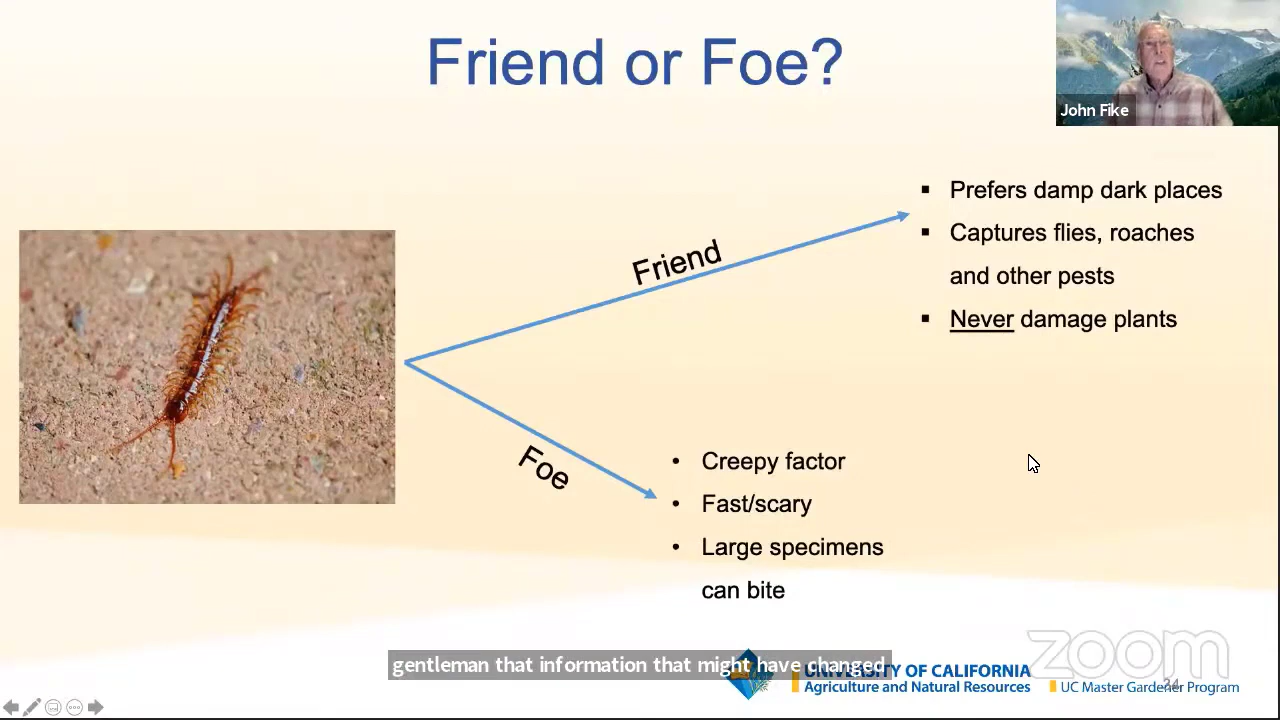 Friend or Foe?
John Fike
Friend
▪ Prefers damp dark places
▪ Captures flies, roaches
and other pests
▪ Never damage plants
Foe
• Creepy factor
• Fast/scary
• Large specimens
can bite
zoom
gentleman that information that might have changed
UNIVERSITY OF CALIFORNIA
Agriculture and Natural Resources
UC Master Gardener Program
24